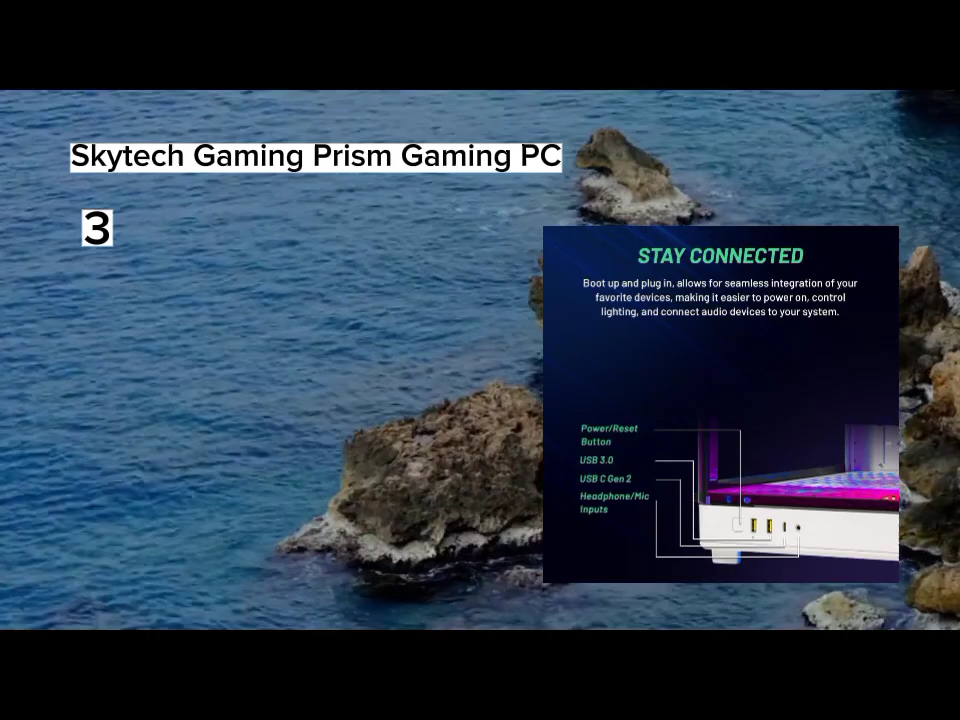 Skytech Gaming Prism Gaming PC
3
STAY CONNECTED
Boot up and plug in, allows for seamless integration of your
favorite devices, making it easier to power on, control
lighting, and connect audio devices to your system.
Power/Reset
Button
USB 3.0
USB C Gen 2
Headphone/Mic
Inputs